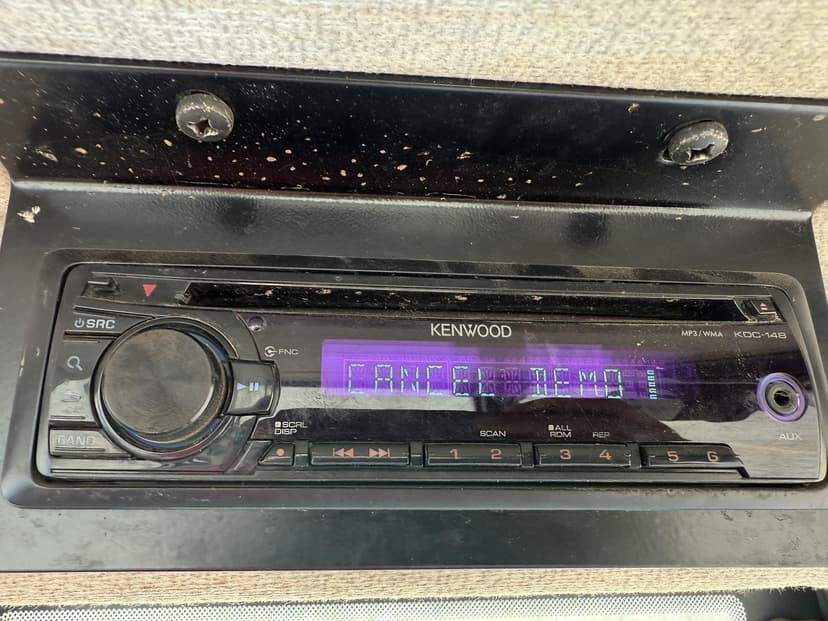 KENWOOD
MP3/WMA KDC-148
SRC
FNC
CANCEL DEMO
SCRL
DISP
SCAN
ALL
RDM REP
AUX
BAND
1 2 3 4 5 6